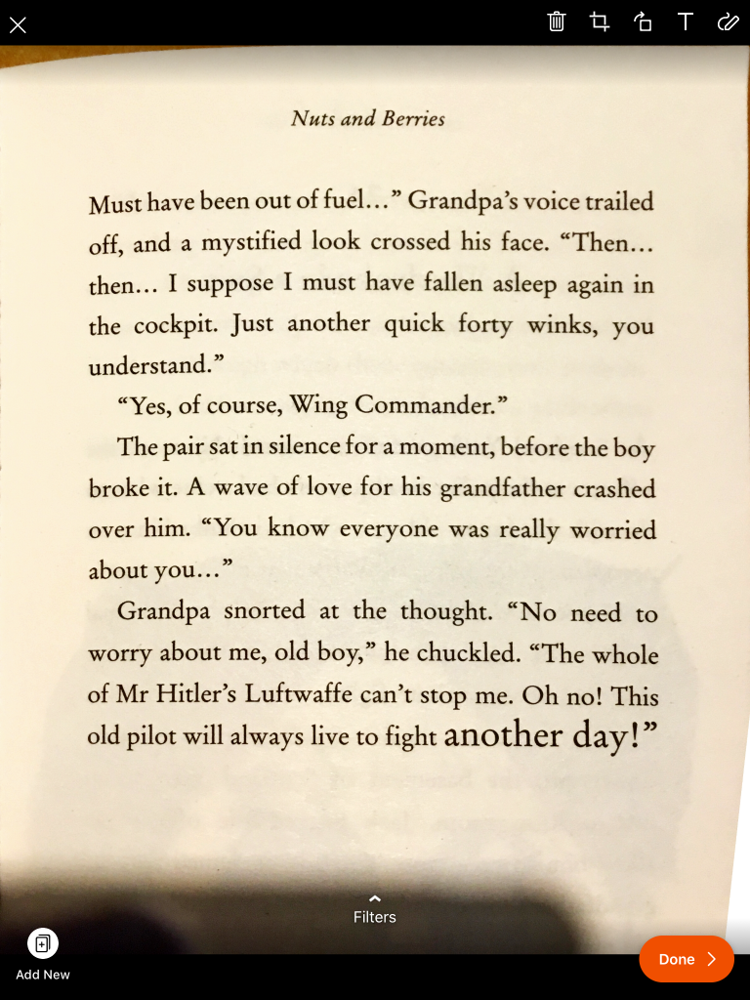 Nuts and Berries
Must have been out of fuel…” Grandpa’s voice trailed
off, and a mystified look crossed his face. “Then…
then… I suppose I must have fallen asleep again in
the cockpit. Just another quick forty winks, you
understand.”
“Yes, of course, Wing Commander.”
The pair sat in silence for a moment, before the boy
broke it. A wave of love for his grandfather crashed
over him. “You know everyone was really worried
about you…”
Grandpa snorted at the thought. “No need to
worry about me, old boy,” he chuckled. “The whole
of Mr Hitler’s Luftwaffe can’t stop me. Oh no! This
old pilot will always live to fight another day!”
Filters
Add New
Done